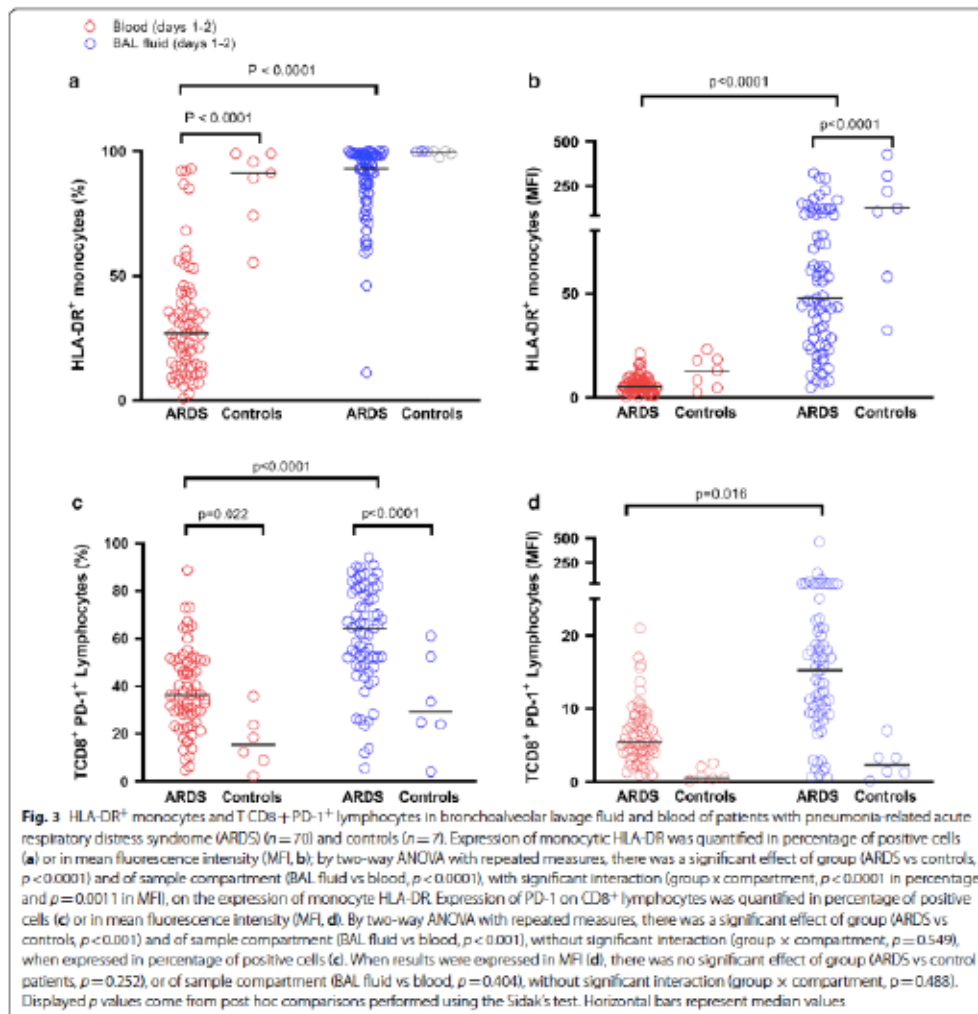 Blood (days 1-2)
BAL fluid (days 1-2)
a
P < 0.0001
P < 0.0001
HLA-DR+ monocytes (%)
100
50
0
ARDS Controls ARDS Controls
b
p<0.0001
p<0.0001
HLA-DR+ monocytes (MFI)
500
250
50
0
ARDS Controls ARDS Controls
c
p<0.0001
p=0.022
p<0.0001
TCD8+ PD-1+ Lymphocytes (%)
100
80
60
40
20
0
ARDS Controls ARDS Controls
d
p=0.016
TCD8+ PD-1+ Lymphocytes (MFI)
500
250
20
10
0
ARDS Controls ARDS Controls
Fig. 3 HLA-DR+ monocytes and T CD8+PD-1+ lymphocytes in bronchoalveolar lavage fluid and blood of patients with pneumonia-related acute
respiratory distress syndrome (ARDS) (n=70) and controls (n=7). Expression of monocytic HLA-DR was quantified in percentage of positive cells
(a) or in mean fluorescence intensity (MFI, b); by two-way ANOVA with repeated measures, there was a significant effect of group (ARDS vs controls,
p<0.0001) and of sample compartment (BAL fluid vs blood, p<0.0001), with significant interaction (group x compartment, p<0.0001 in percentage
and p=0.0011 in MFI), on the expression of monocyte HLA-DR. Expression of PD-1 on CD8+ lymphocytes was quantified in percentage of positive
cells (c) or in mean fluorescence intensity (MFI, d). By two-way ANOVA with repeated measures, there was a significant effect of group (ARDS vs
controls, p<0.001) and of sample compartment (BAL fluid vs blood, p<0.001), without significant interaction (group × compartment, p=0.549),
when expressed in percentage of positive cells (c). When results were expressed in MFI (d), there was no significant effect of group (ARDS vs control
patients, p=0.252), or of sample compartment (BAL fluid vs blood, p=0.404), without significant interaction (group × compartment, p=0.488).
Displayed p values come from post hoc comparisons performed using the Sidak's test. Horizontal bars represent median values